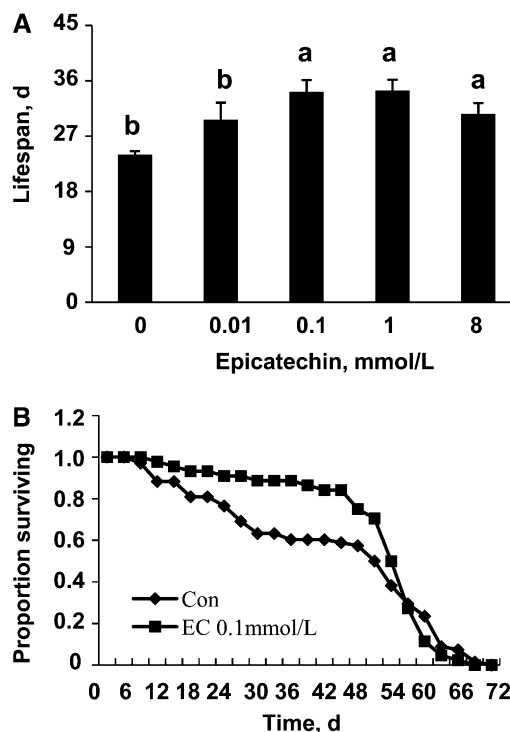 A
Lifespan, d
45
36
27
18
9
0
b
b
a
a
a
0 0.01 0.1 1 8
Epicatechin, mmol/L
B
Proportion surviving
1.2
1.0
0.8
0.6
0.4
0.2
0
Con
EC 0.1mmol/L
0 6 12 18 24 30 36 42 48 54 60 66 72
Time, d